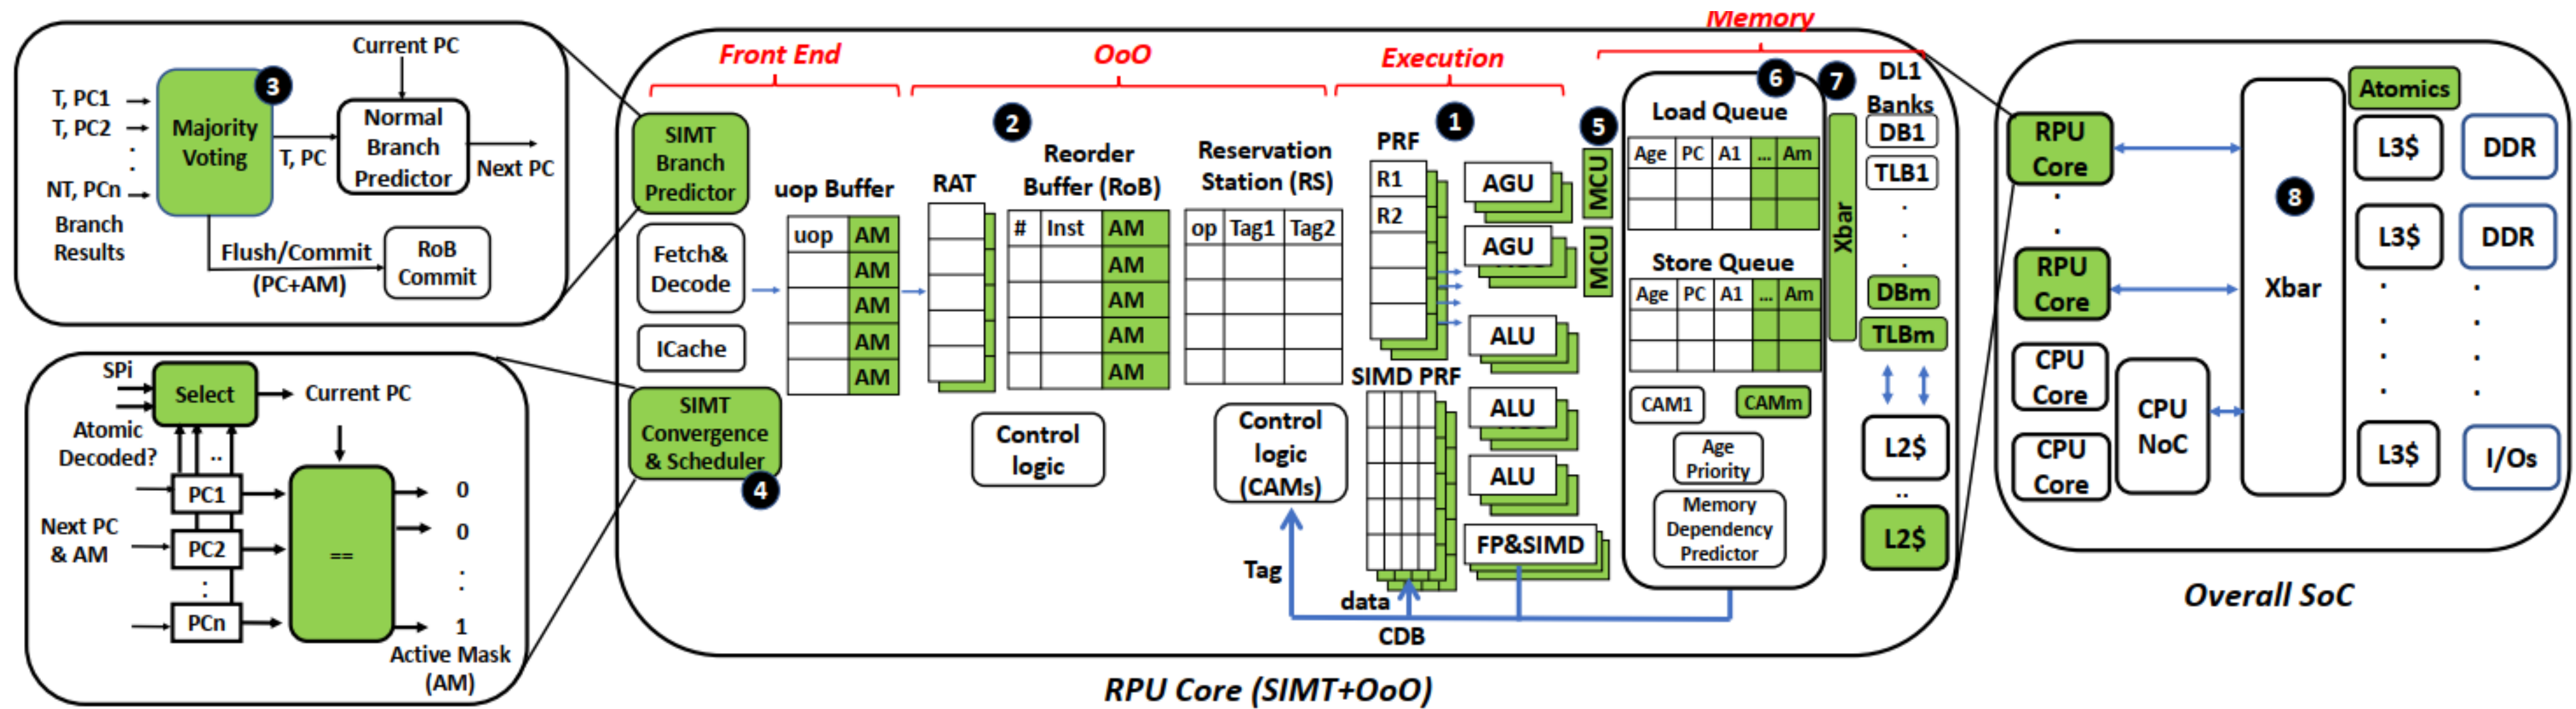 Current PC
3
T, PC1
T, PC2
.
.
NT, PCn
Branch
Results
Majority
Voting
T, PC
Normal
Branch
Predictor
Next PC
Flush/Commit
(PC+AM)
RoB
Commit
SPi
Select
Current PC
Atomic
Decoded?
..
PC1
PC2
:
PCn
Next PC
& AM
==
0
0
.
:
1
Active Mask
(AM)
Front End
OoO
Execution
Memory
SIMT
Branch
Predictor
Fetch&
Decode
ICache
SIMT
Convergence
& Scheduler
4
uop Buffer
uop AM
AM
AM
AM
AM
2
RAT
Reorder
Buffer (RoB)
# Inst AM
AM
AM
AM
AM
Control
logic
Reservation
Station (RS)
op Tag1 Tag2
Control
logic
(CAMs)
Tag
1
PRF
R1
R2
SIMD PRF
data
CDB
AGU
AGU
ALU
ALU
ALU
FP&SIMD
5
MCU
MCU
6
Load Queue
Age PC A1 ... Am
Store Queue
Age PC A1 ... Am
CAM1
CAMm
Age
Priority
Memory
Dependency
Predictor
7
Xbar
DL1
Banks
DB1
TLB1
.
.
.
DBm
TLBm
L2$
..
L2$
RPU Core (SIMT+OoO)
RPU
Core
.
.
RPU
Core
CPU
Core
CPU
Core
CPU
NoC
8
Xbar
Atomics
L3$
DDR
L3$
DDR
. .
. .
. .
. .
L3$
I/Os
Overall SoC